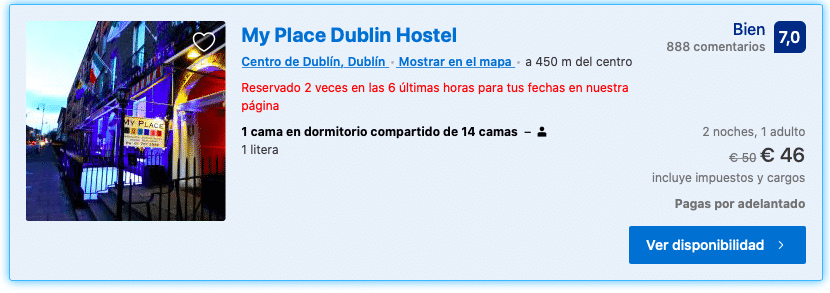 My Place Dublin Hostel
Centro de Dublín, Dublín • Mostrar en el mapa • a 450 m del centro
Reservado 2 veces en las 6 últimas horas para tus fechas en nuestra
página
1 cama en dormitorio compartido de 14 camas –
1 litera
Bien
888 comentarios
7,0
2 noches, 1 adulto
€ 50 € 46
incluye impuestos y cargos
Pagas por adelantado
Ver disponibilidad
MY PLACE